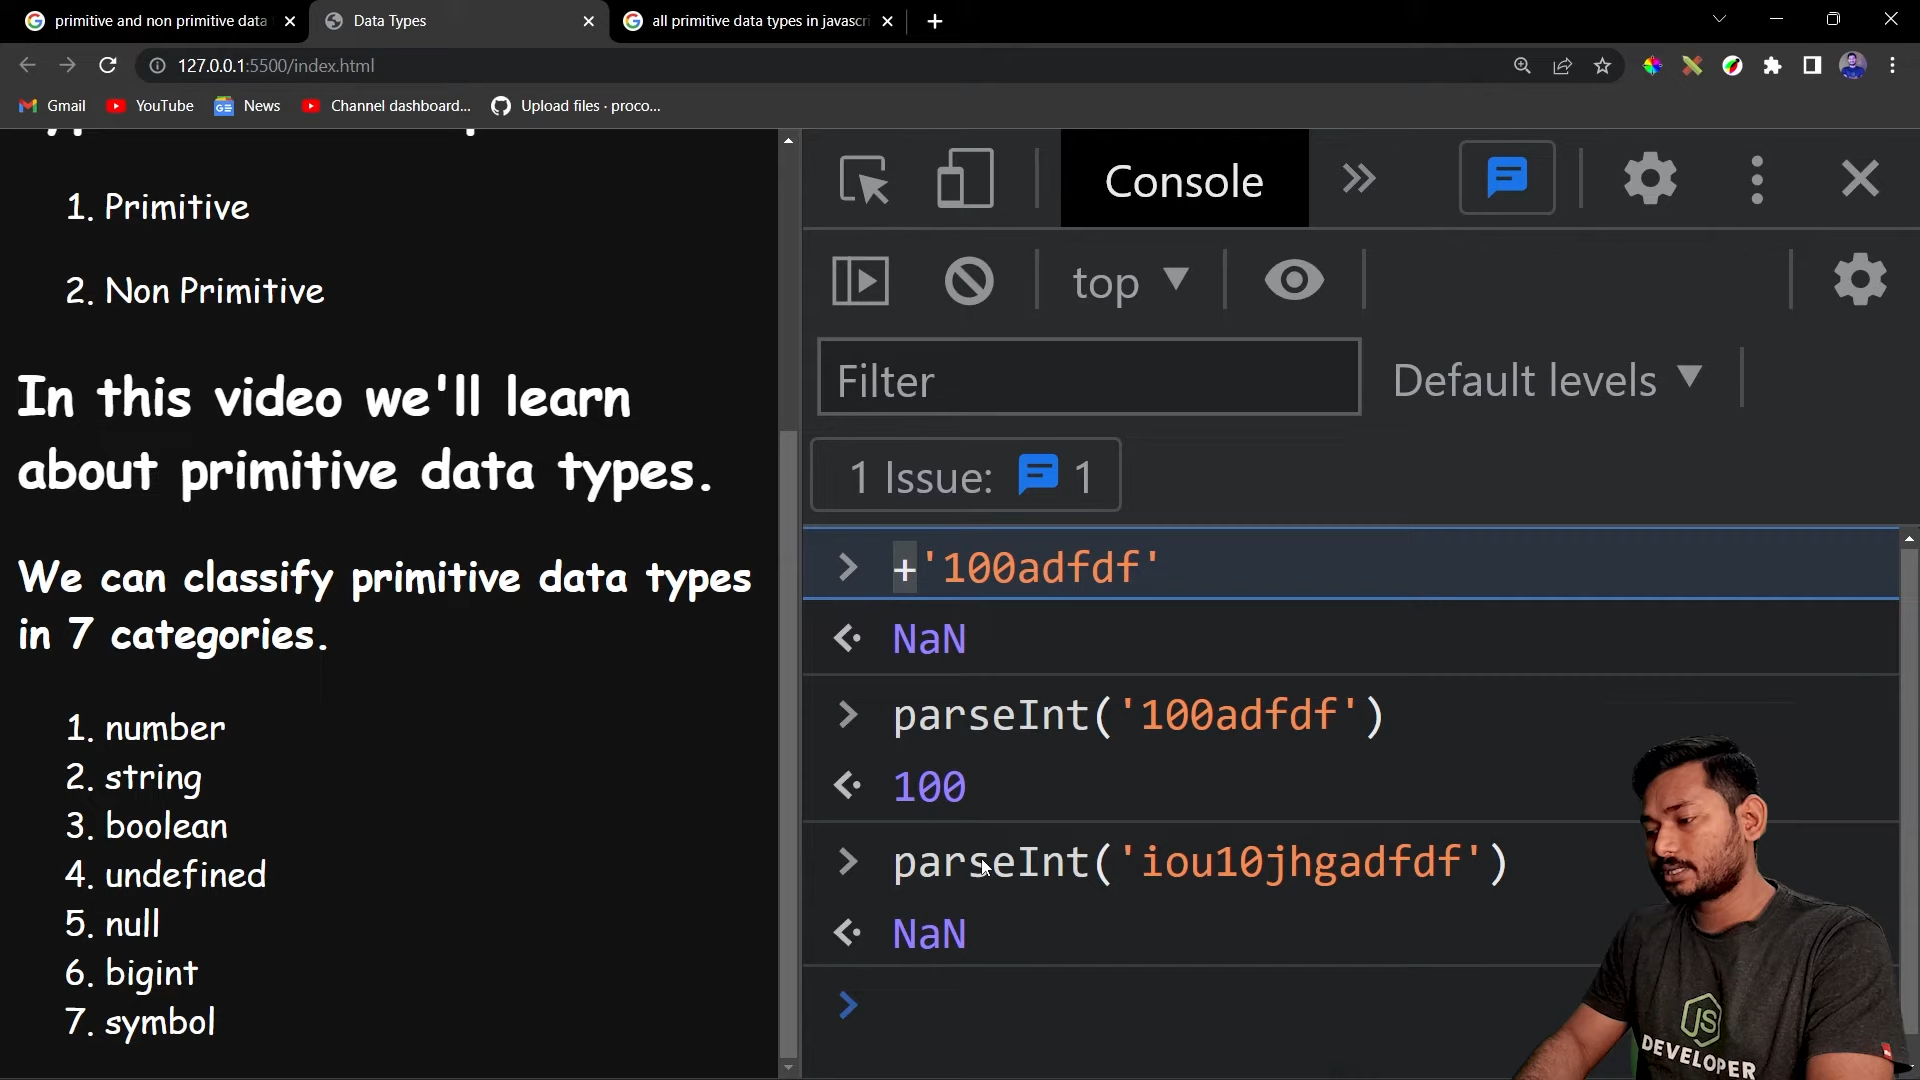 primitive and non primitive data
Data Types
all primitive data types in javascri
127.0.0.1:5500/index.html
Gmail
YouTube
News
Channel dashboard...
Upload files · proco...
1. Primitive
2. Non Primitive
In this video we'll learn
about primitive data types.
We can classify primitive data types
in 7 categories.
1. number
2. string
3. boolean
4. undefined
5. null
6. bigint
7. symbol
Console
top
Filter
Default levels
1 Issue: 1
+'100adfdf'
NaN
parseInt('100adfdf')
100
parseInt('iou10jhgadfdf')
NaN
JS
DEVELOPER